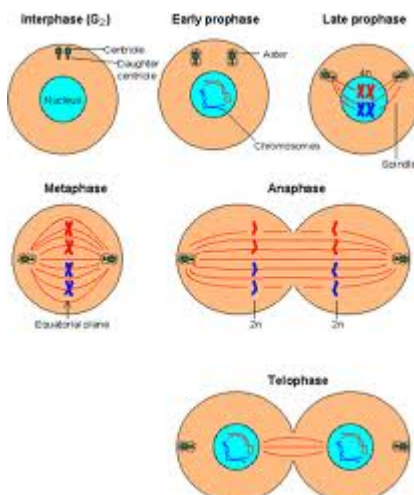 Interphase (G₂)
Early prophase
Late prophase
Centriole
Daughter
centriole
Nucleus
Aster
Chromosomes
4n
Spindle
Metaphase
Anaphase
Equatorial plane
2n
2n
Telophase